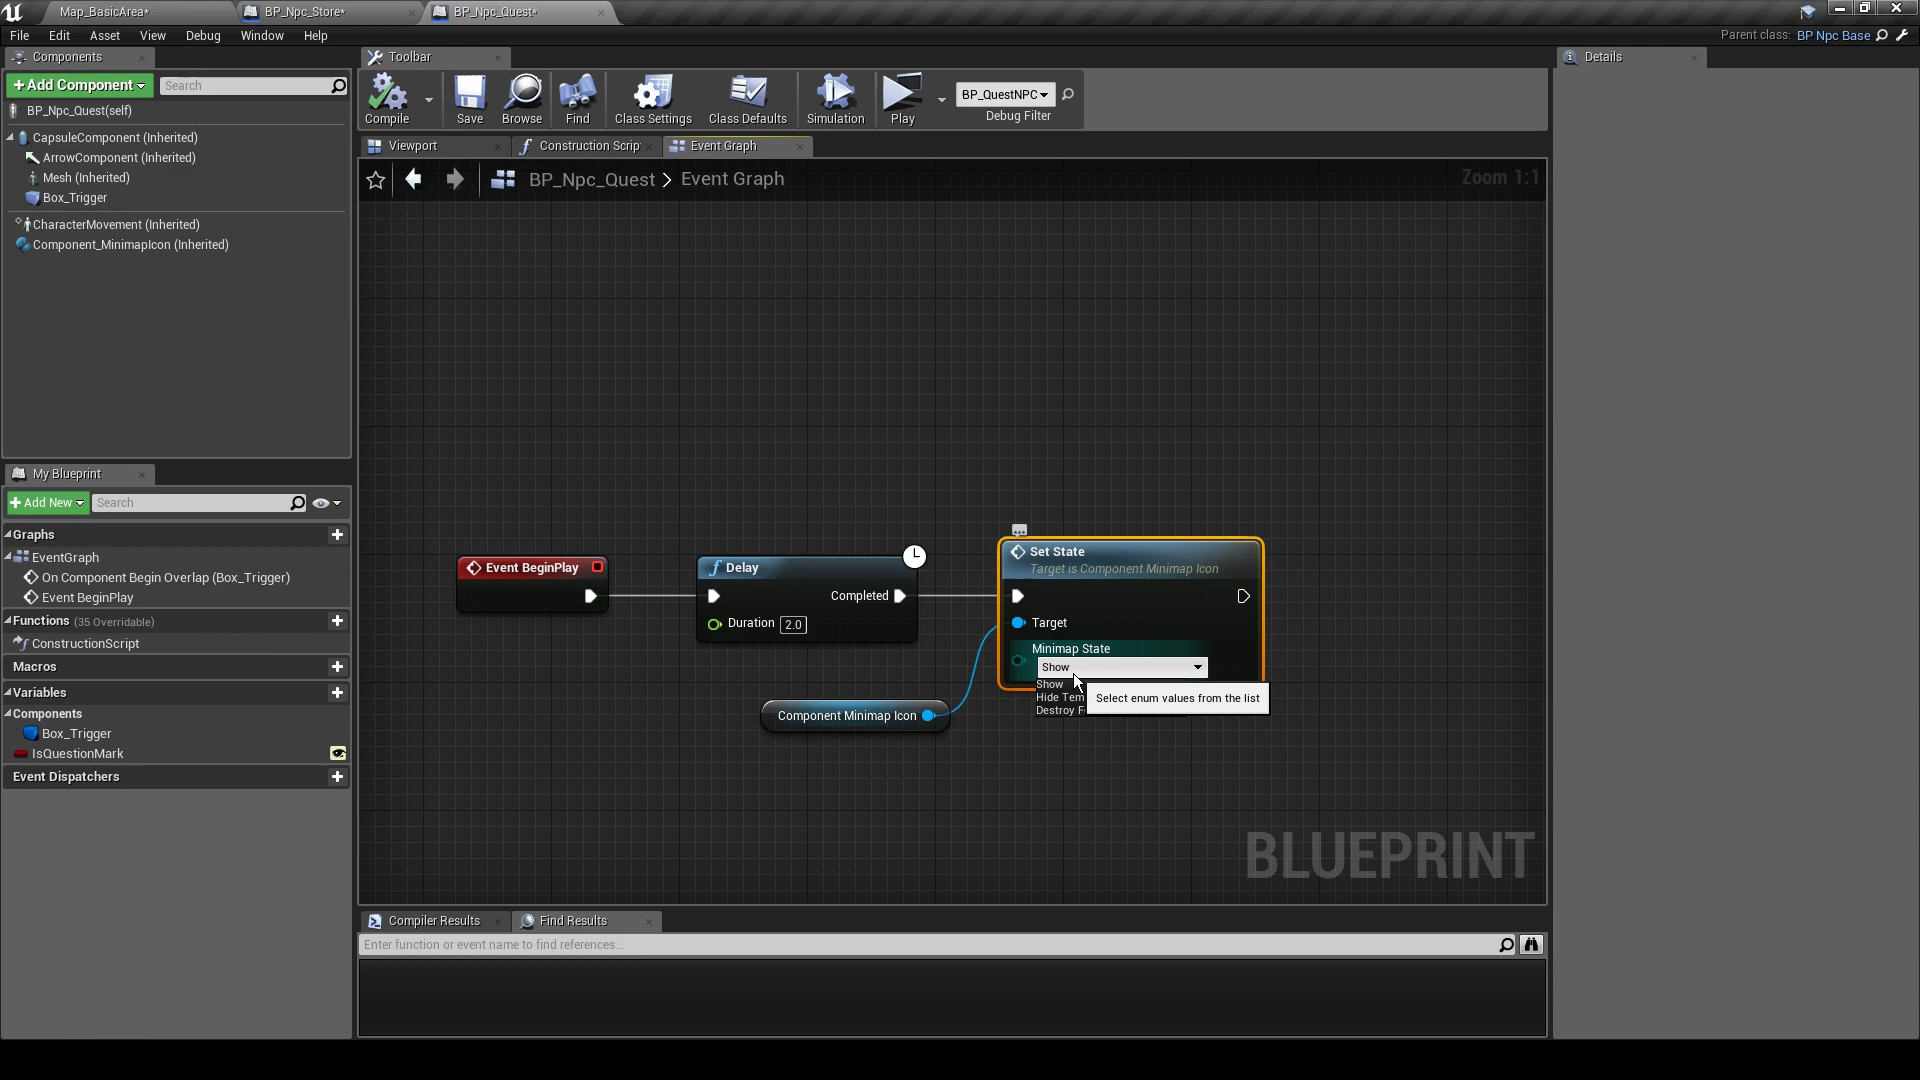 Map_BasicArea*
BP_Npc_Store*
BP_Npc_Quest*
File Edit Asset View Debug Window Help
Parent class: BP Npc Base
Components
Toolbar
Details
+Add Component
Search
Compile
Save
Browse
Find
Class Settings
Class Defaults
Simulation
Play
BP_QuestNPC
Debug Filter
BP_Npc_Quest(self)
CapsuleComponent (Inherited)
ArrowComponent (Inherited)
Mesh (Inherited)
Box_Trigger
CharacterMovement (Inherited)
Component_MinimapIcon (Inherited)
Viewport
Construction Scrip
Event Graph
BP_Npc_Quest > Event Graph
Zoom 1:1
My Blueprint
+Add New
Search
Graphs
EventGraph
On Component Begin Overlap (Box_Trigger)
Event BeginPlay
Functions (35 Overridable)
ConstructionScript
Macros
Variables
Components
Box_Trigger
IsQuestionMark
Event Dispatchers
Event BeginPlay
Delay
Completed
Duration 2.0
Component Minimap Icon
Set State
Target is Component Minimap Icon
Target
Minimap State
Show
Show
Hide Tem
Destroy F
Select enum values from the list
BLUEPRINT
Compiler Results
Find Results
Enter function or event name to find references...